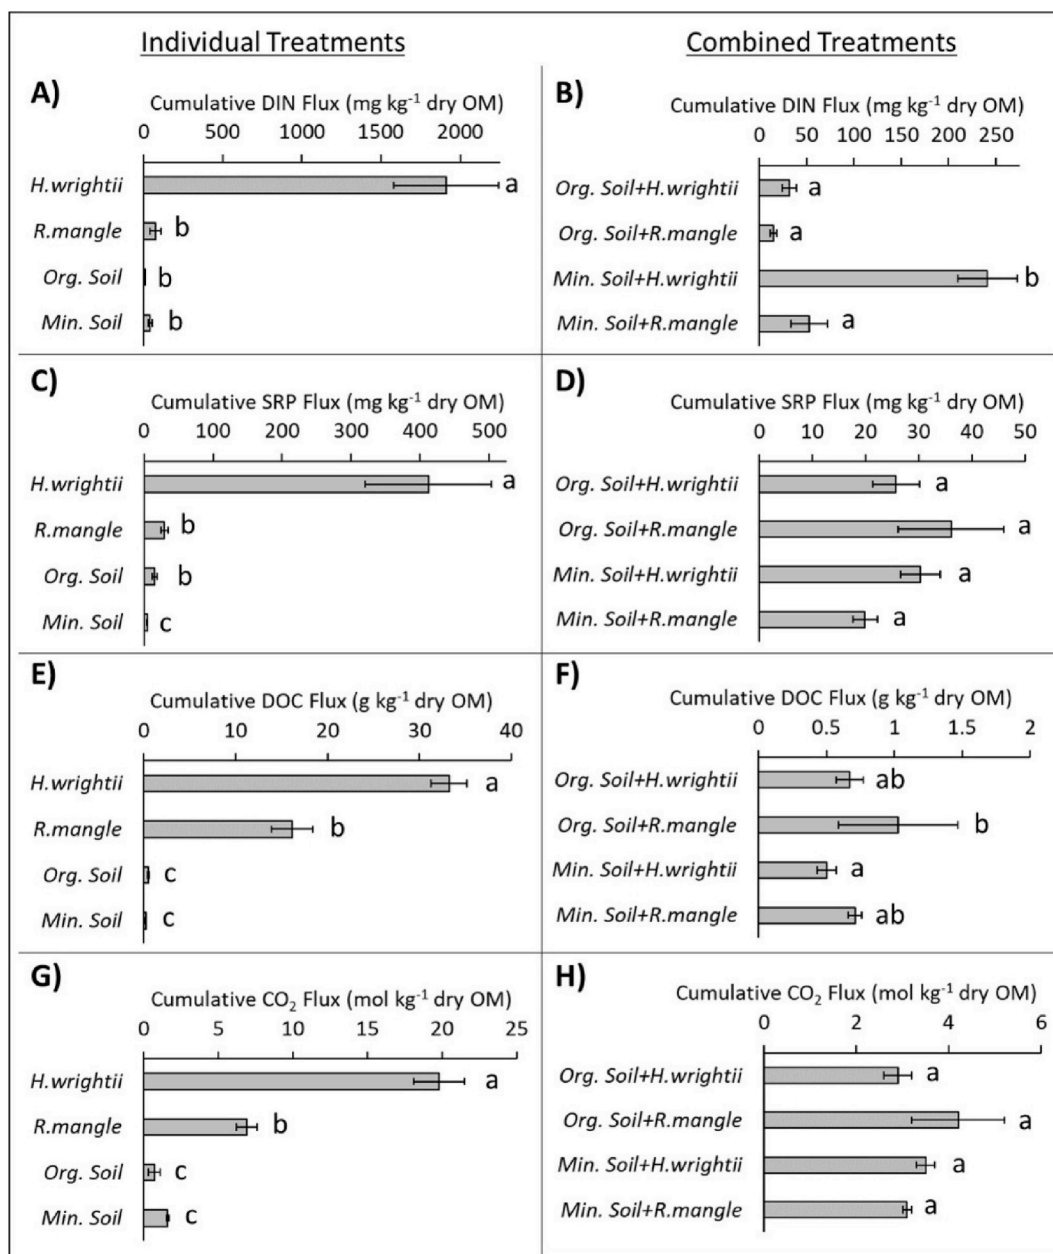 Individual Treatments
Combined Treatments
A)
Cumulative DIN Flux (mg kg⁻¹ dry OM)
0 500 1000 1500 2000
H.wrightii a
R.mangle b
Org. Soil b
Min. Soil b
B)
Cumulative DIN Flux (mg kg⁻¹ dry OM)
0 50 100 150 200 250
Org. Soil+H.wrightii a
Org. Soil+R.mangle a
Min. Soil+H.wrightii b
Min. Soil+R.mangle a
C)
Cumulative SRP Flux (mg kg⁻¹ dry OM)
0 100 200 300 400 500
H.wrightii a
R.mangle b
Org. Soil b
Min. Soil c
D)
Cumulative SRP Flux (mg kg⁻¹ dry OM)
0 10 20 30 40 50
Org. Soil+H.wrightii a
Org. Soil+R.mangle a
Min. Soil+H.wrightii a
Min. Soil+R.mangle a
E)
Cumulative DOC Flux (g kg⁻¹ dry OM)
0 10 20 30 40
H.wrightii a
R.mangle b
Org. Soil c
Min. Soil c
F)
Cumulative DOC Flux (g kg⁻¹ dry OM)
0 0.5 1 1.5 2
Org. Soil+H.wrightii ab
Org. Soil+R.mangle b
Min. Soil+H.wrightii a
Min. Soil+R.mangle ab
G)
Cumulative CO₂ Flux (mol kg⁻¹ dry OM)
0 5 10 15 20 25
H.wrightii a
R.mangle b
Org. Soil c
Min. Soil c
H)
Cumulative CO₂ Flux (mol kg⁻¹ dry OM)
0 2 4 6
Org. Soil+H.wrightii a
Org. Soil+R.mangle a
Min. Soil+H.wrightii a
Min. Soil+R.mangle a